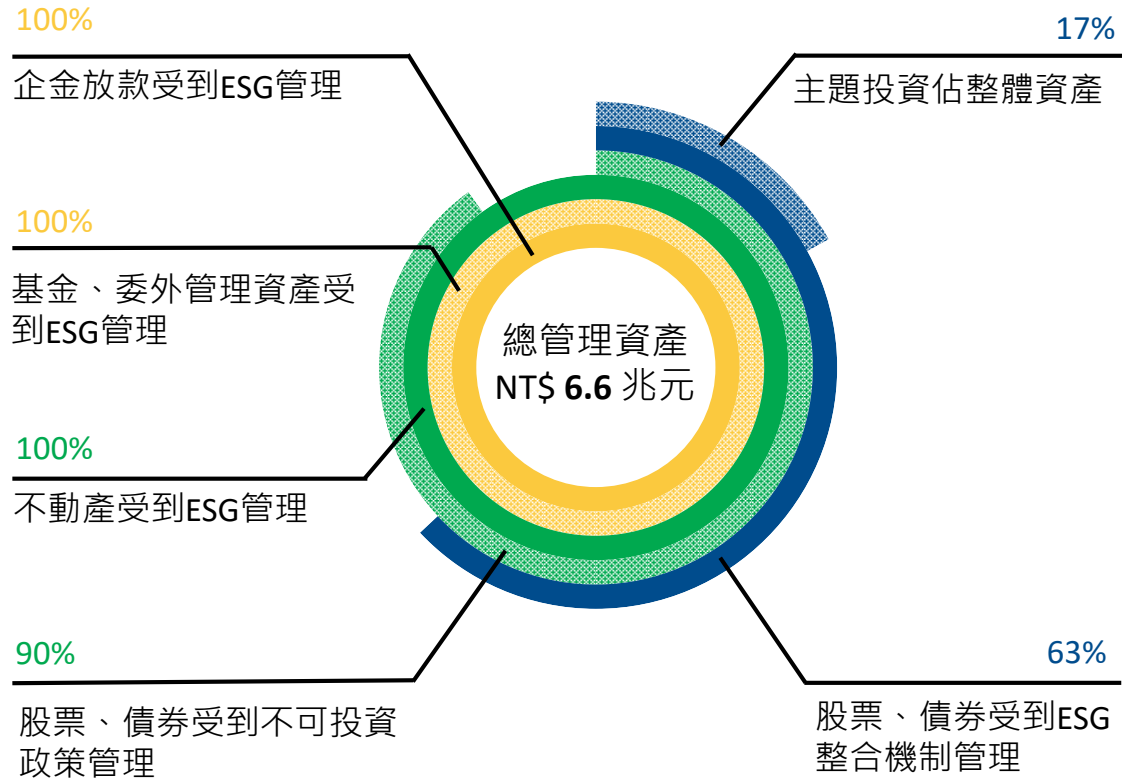 100%
企金放款受到ESG管理
100%
基金、委外管理資產受
到ESG管理
100%
不動產受到ESG管理
90%
股票、債券受到不可投資
政策管理
總管理資產
NT$ 6.6 兆元
17%
主題投資佔整體資產
63%
股票、債券受到ESG
整合機制管理